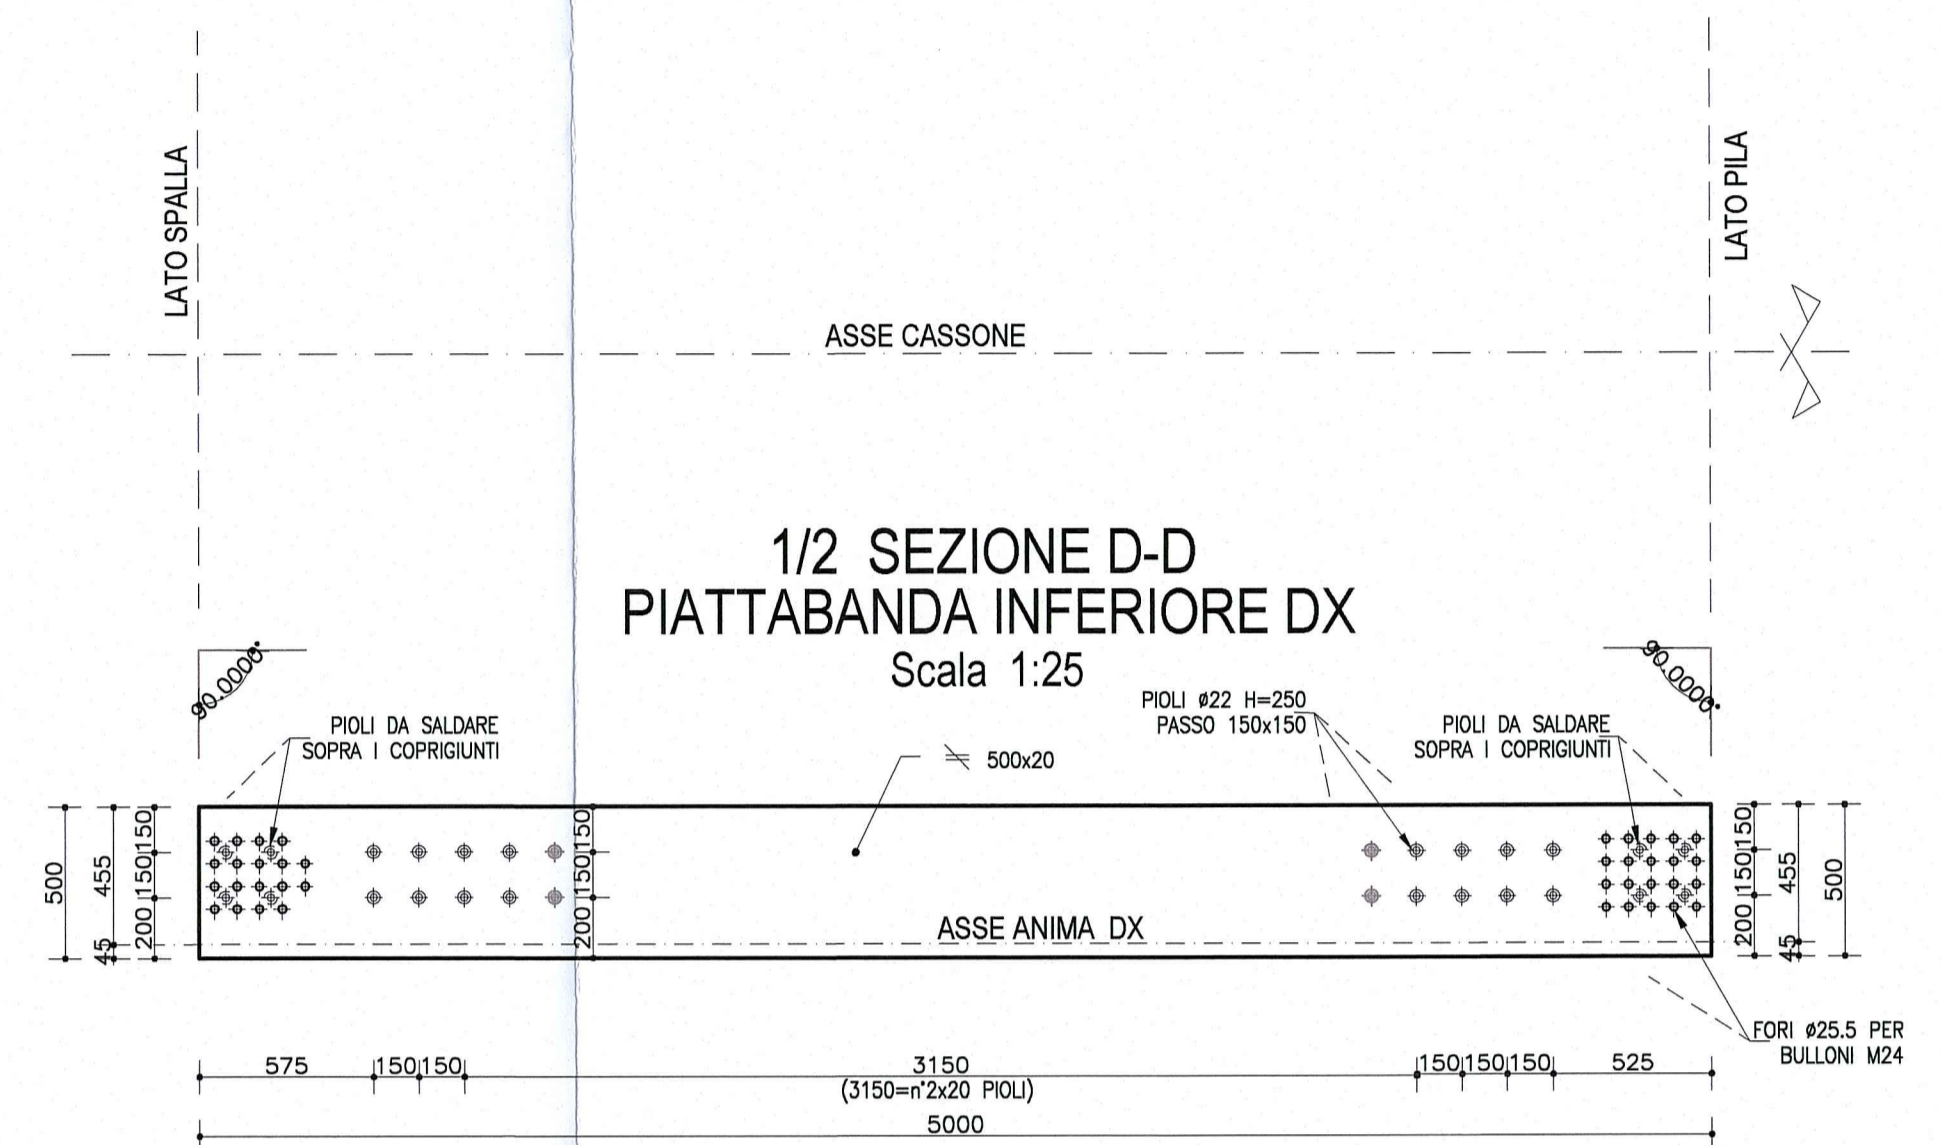 LATO SPALLA
LATO PILA
ASSE CASSONE
1/2 SEZIONE D-D
PIATTABANDA INFERIORE DX
Scala 1:25
90.0000°
90.0000°
PIOLI DA SALDARE
SOPRA I COPRIGIUNTI
500x20
PIOLI ø22 H=250
PASSO 150x150
PIOLI DA SALDARE
SOPRA I COPRIGIUNTI
500
455
45
150
150
200
150
150
200
ASSE ANIMA DX
150
150
200
455
45
500
FORI ø25.5 PER
BULLONI M24
575
150
150
3150
(3150=n°2x20 PIOLI)
150
150
150
525
5000